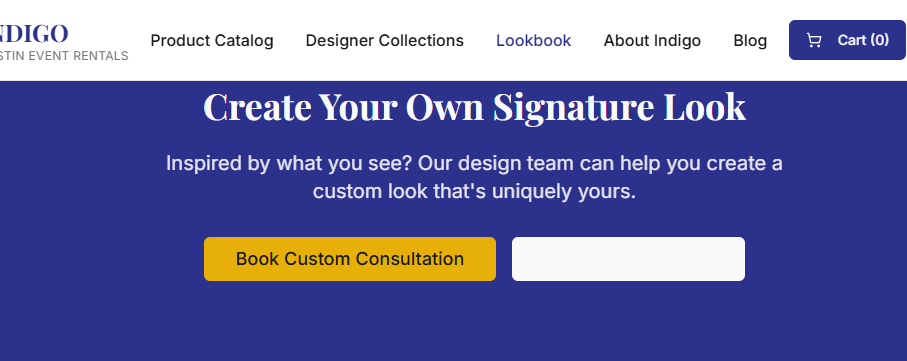 NDIGO
STIN EVENT RENTALS
Product Catalog
Designer Collections
Lookbook
About Indigo
Blog
Cart (0)
Create Your Own Signature Look
Inspired by what you see? Our design team can help you create a
custom look that's uniquely yours.
Book Custom Consultation